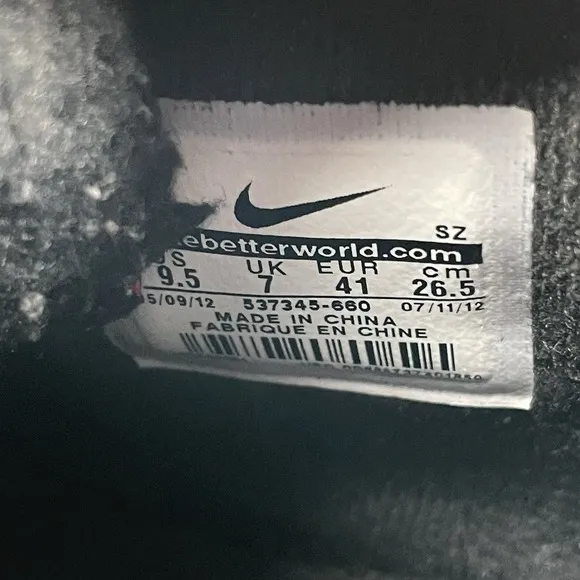 SZ
ebetterworld.com
US UK EUR cm
9.5 7 41 26.5
5/09/12 537345-660 07/11/12
MADE IN CHINA
FABRIQUE EN CHINE